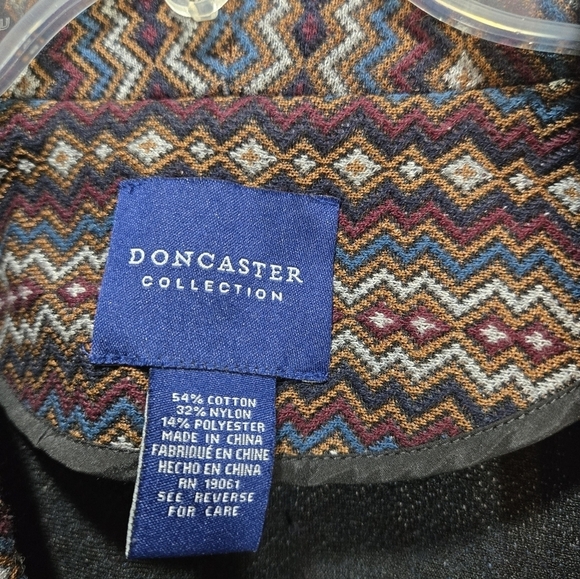 DONCASTER
COLLECTION
54% COTTON
32% NYLON
14% POLYESTER
MADE IN CHINA
FABRIQUÉ EN CHINE
HECHO EN CHINA
RN 19061
SEE REVERSE
FOR CARE